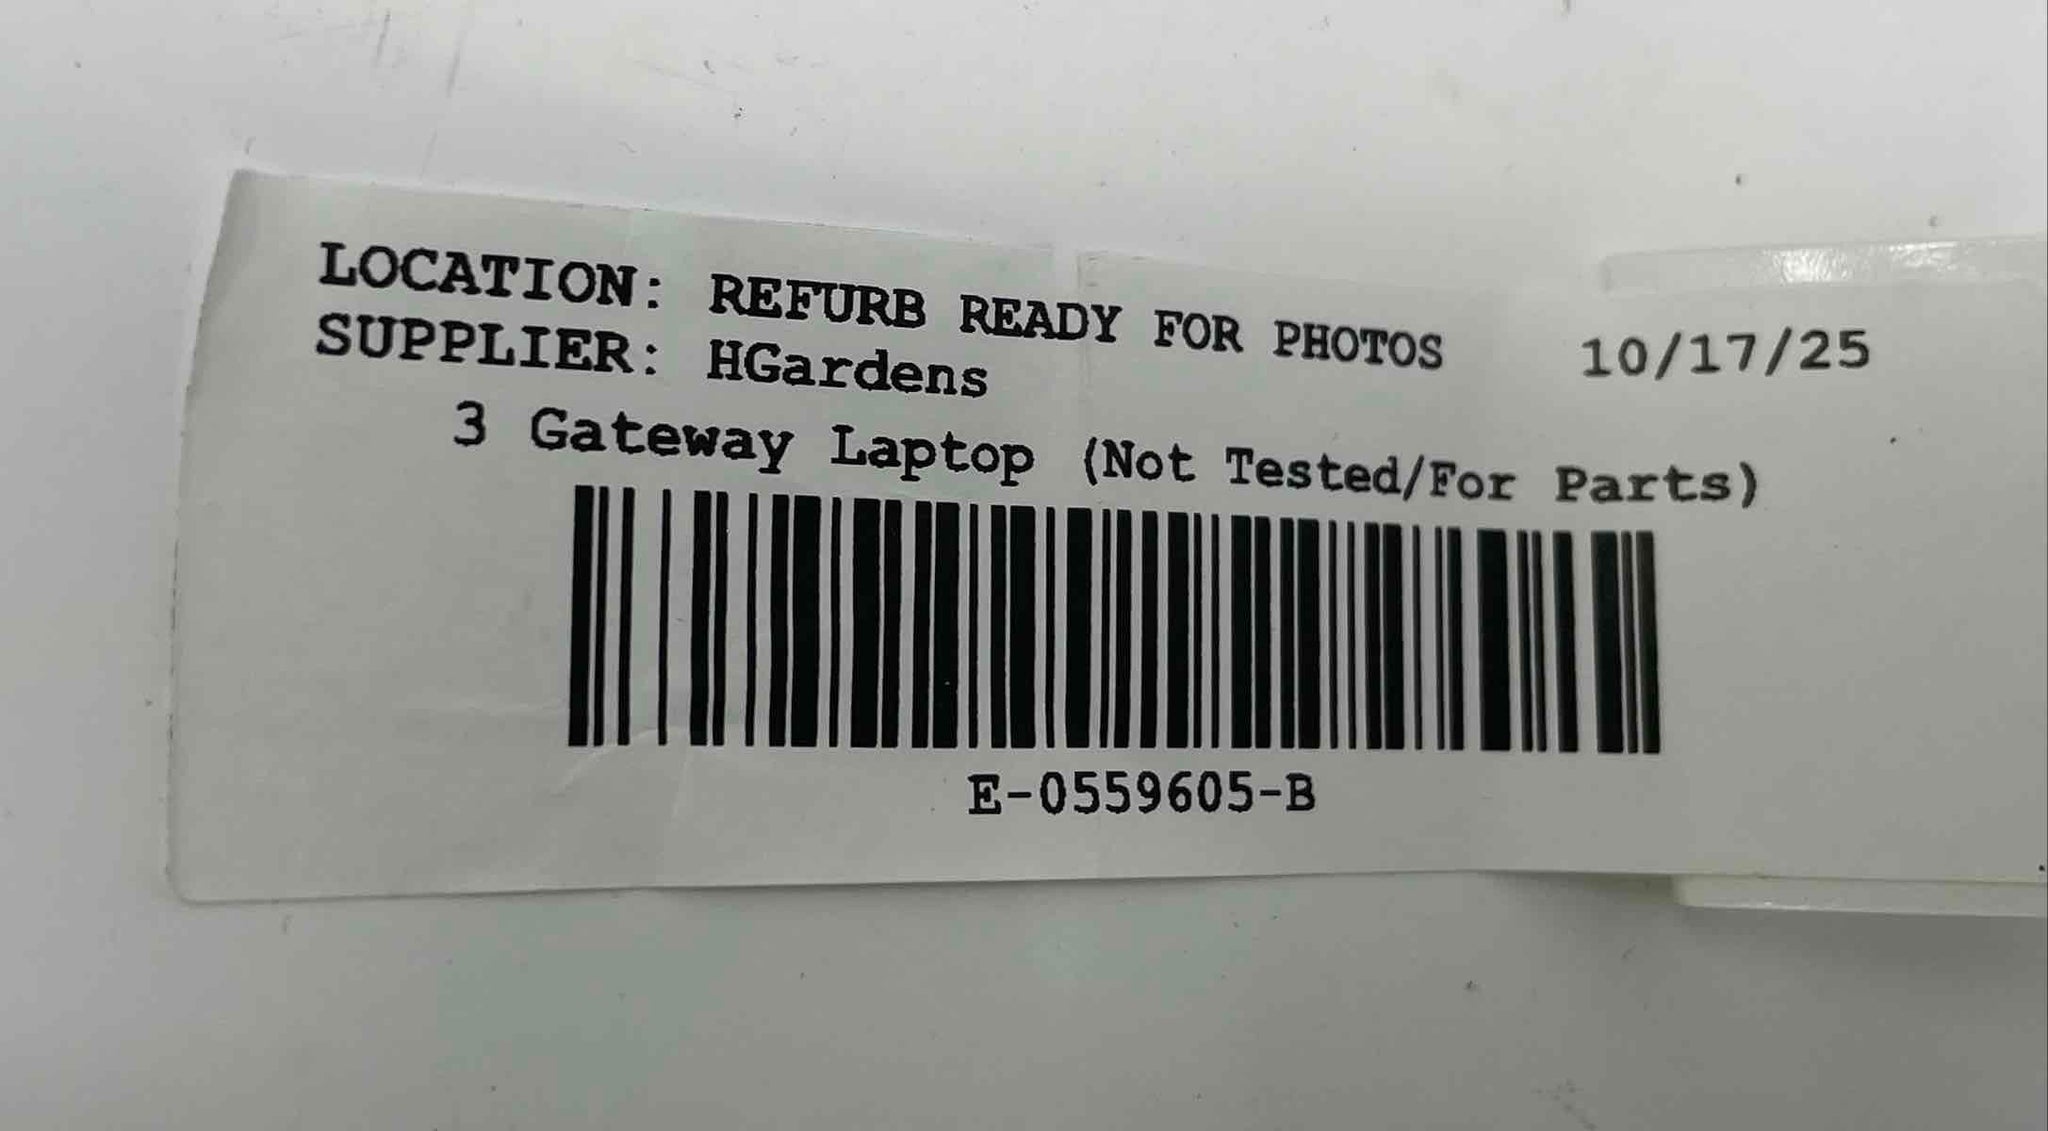 LOCATION: REFURB READY FOR PHOTOS 10/17/25
SUPPLIER: HGardens
3 Gateway Laptop (Not Tested/For Parts)
E-0559605-B